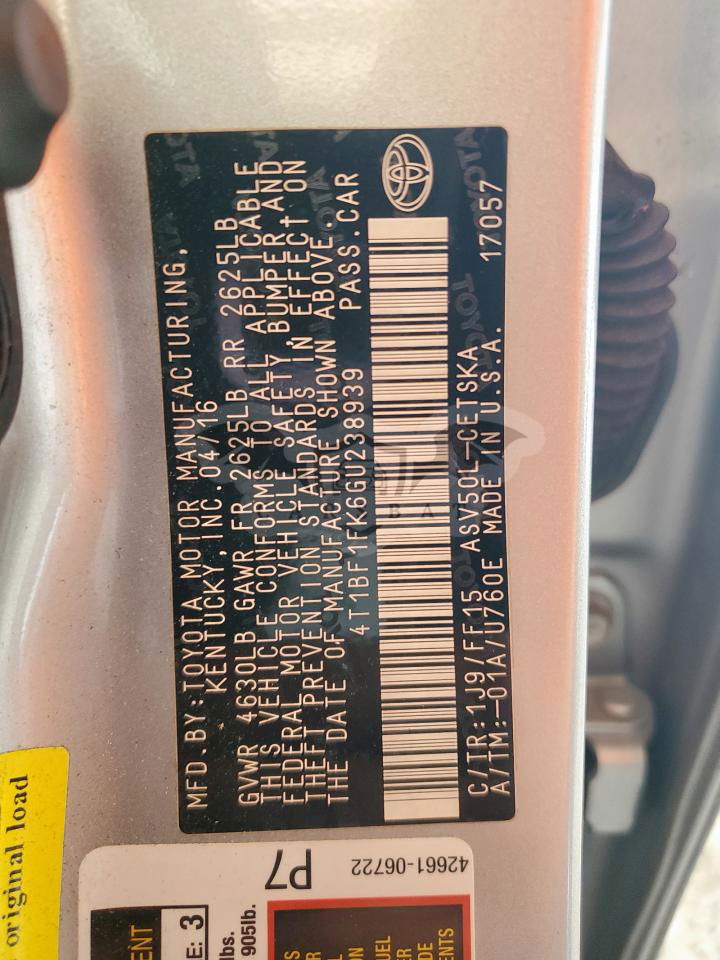 MFD.BY:TOYOTA MOTOR MANUFACTURING,
KENTUCKY,INC.04/16
GVWR 4630LB GAWR FR 2625LB RR 2625LB
THIS VEHICLE CONFORMS TO ALL APPLICABLE
FEDERAL MOTOR VEHICLE SAFETY, BUMPER AND
THEFT PREVENTION STANDARDS IN EFFECT ON
THE DATE OF MANUFACTURE SHOWN ABOVE.
4T1BF1FK6GU238939 PASS.CAR
C/TR:1J9/FF15 ASV50L-CETSKA
A/TM:-01A/U760E MADE IN U.S.A. 17057
original load
P7 42661-06722
E: 3
lbs.
905lb.